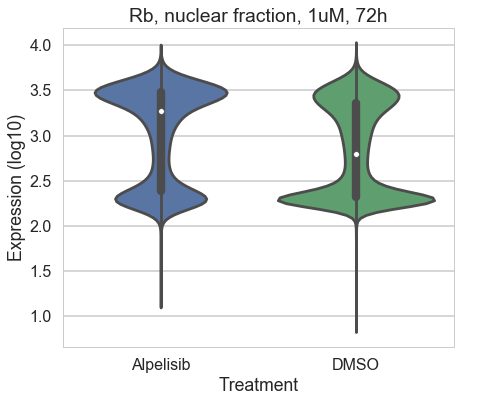 Rb, nuclear fraction, 1uM, 72h
4.0
3.5
3.0
2.5
2.0
1.5
1.0
Expression (log10)
Alpelisib DMSO
Treatment